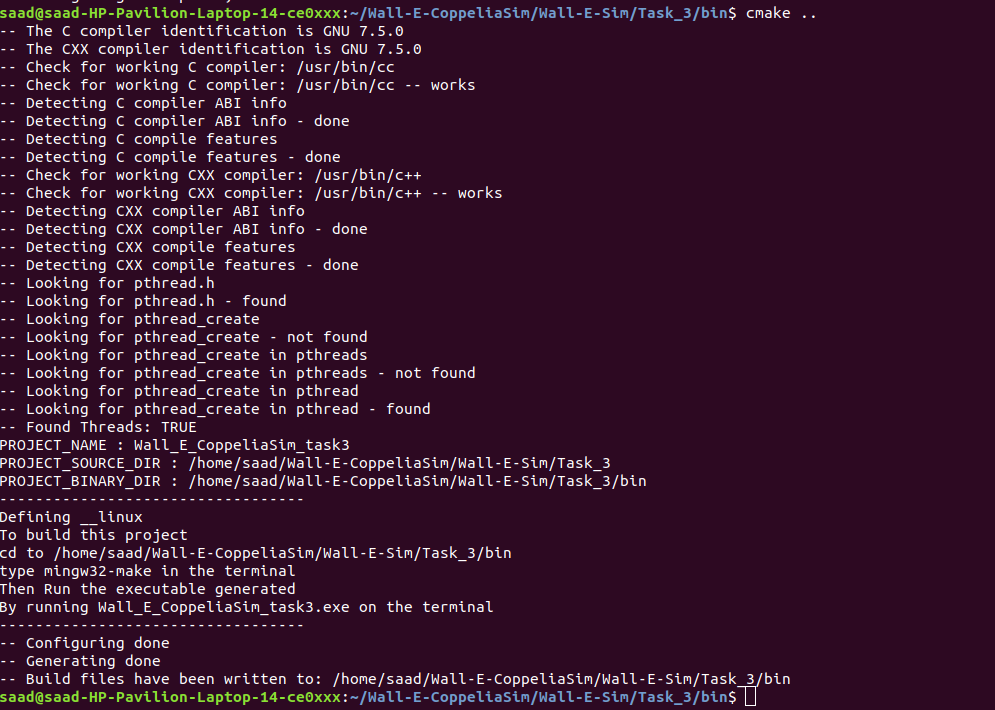 saad@saad-HP-Pavilion-Laptop-14-ce0xxx:~/Wall-E-CoppeliaSim/Wall-E-Sim/Task_3/bin$ cmake ..
-- The C compiler identification is GNU 7.5.0
-- The CXX compiler identification is GNU 7.5.0
-- Check for working C compiler: /usr/bin/cc
-- Check for working C compiler: /usr/bin/cc -- works
-- Detecting C compiler ABI info
-- Detecting C compiler ABI info - done
-- Detecting C compile features
-- Detecting C compile features - done
-- Check for working CXX compiler: /usr/bin/c++
-- Check for working CXX compiler: /usr/bin/c++ -- works
-- Detecting CXX compiler ABI info
-- Detecting CXX compiler ABI info - done
-- Detecting CXX compile features
-- Detecting CXX compile features - done
-- Looking for pthread.h
-- Looking for pthread.h - found
-- Looking for pthread_create
-- Looking for pthread_create - not found
-- Looking for pthread_create in pthreads
-- Looking for pthread_create in pthreads - not found
-- Looking for pthread_create in pthread
-- Looking for pthread_create in pthread - found
-- Found Threads: TRUE
PROJECT_NAME : Wall_E_CoppeliaSim_task3
PROJECT_SOURCE_DIR : /home/saad/Wall-E-CoppeliaSim/Wall-E-Sim/Task_3
PROJECT_BINARY_DIR : /home/saad/Wall-E-CoppeliaSim/Wall-E-Sim/Task_3/bin
----------------------------------
Defining __linux
To build this project
cd to /home/saad/Wall-E-CoppeliaSim/Wall-E-Sim/Task_3/bin
type mingw32-make in the terminal
Then Run the executable generated
By running Wall_E_CoppeliaSim_task3.exe on the terminal
----------------------------------
-- Configuring done
-- Generating done
-- Build files have been written to: /home/saad/Wall-E-CoppeliaSim/Wall-E-Sim/Task_3/bin
saad@saad-HP-Pavilion-Laptop-14-ce0xxx:~/Wall-E-CoppeliaSim/Wall-E-Sim/Task_3/bin$